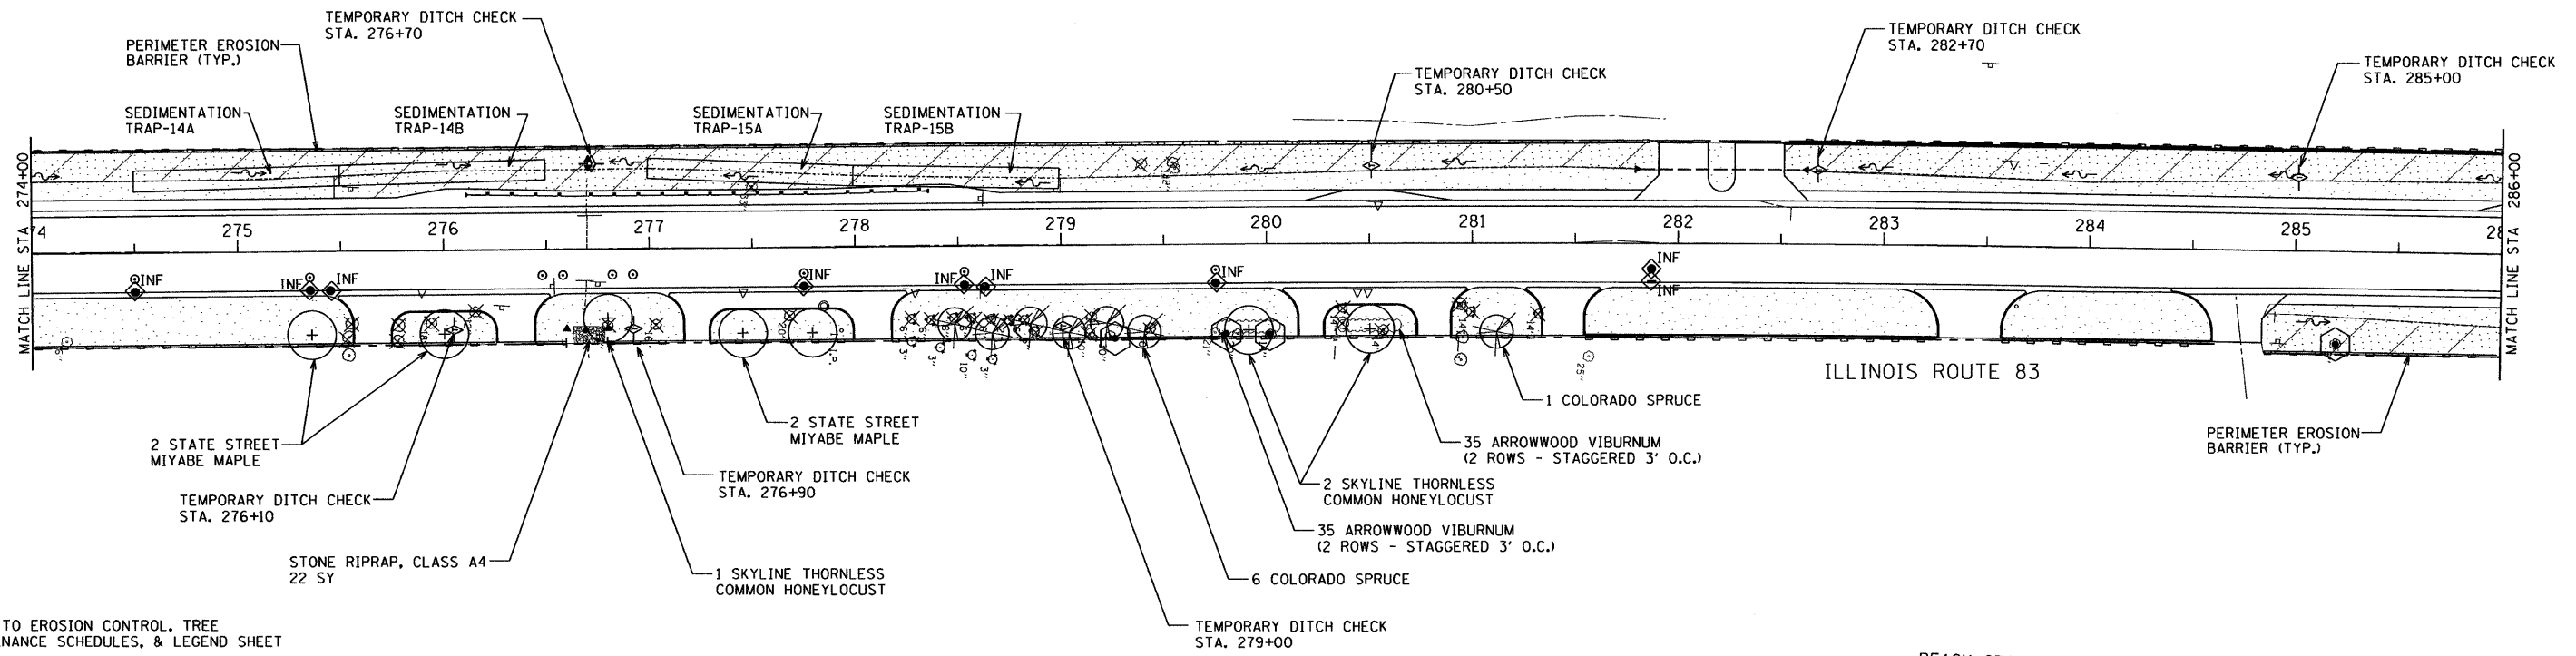 TEMPORARY DITCH CHECK
STA. 276+70
PERIMETER EROSION
BARRIER (TYP.)
SEDIMENTATION
TRAP-14A
SEDIMENTATION
TRAP-14B
SEDIMENTATION
TRAP-15A
SEDIMENTATION
TRAP-15B
TEMPORARY DITCH CHECK
STA. 280+50
TEMPORARY DITCH CHECK
STA. 282+70
TEMPORARY DITCH CHECK
STA. 285+00
MATCH LINE STA 274+00
275
276
277
278
279
280
281
282
283
284
285
MATCH LINE STA 286+00
INF
INF
INF
INF
INF
INF
INF
INF
INF
ILLINOIS ROUTE 83
2 STATE STREET
MIYABE MAPLE
TEMPORARY DITCH CHECK
STA. 276+10
STONE RIPRAP, CLASS A4
22 SY
2 STATE STREET
MIYABE MAPLE
TEMPORARY DITCH CHECK
STA. 276+90
1 SKYLINE THORNLESS
COMMON HONEYLOCUST
1 COLORADO SPRUCE
35 ARROWWOOD VIBURNUM
(2 ROWS - STAGGERED 3' O.C.)
2 SKYLINE THORNLESS
COMMON HONEYLOCUST
35 ARROWWOOD VIBURNUM
(2 ROWS - STAGGERED 3' O.C.)
6 COLORADO SPRUCE
TEMPORARY DITCH CHECK
STA. 279+00
PERIMETER EROSION
BARRIER (TYP.)
TO EROSION CONTROL, TREE
NANCE SCHEDULES, & LEGEND SHEET